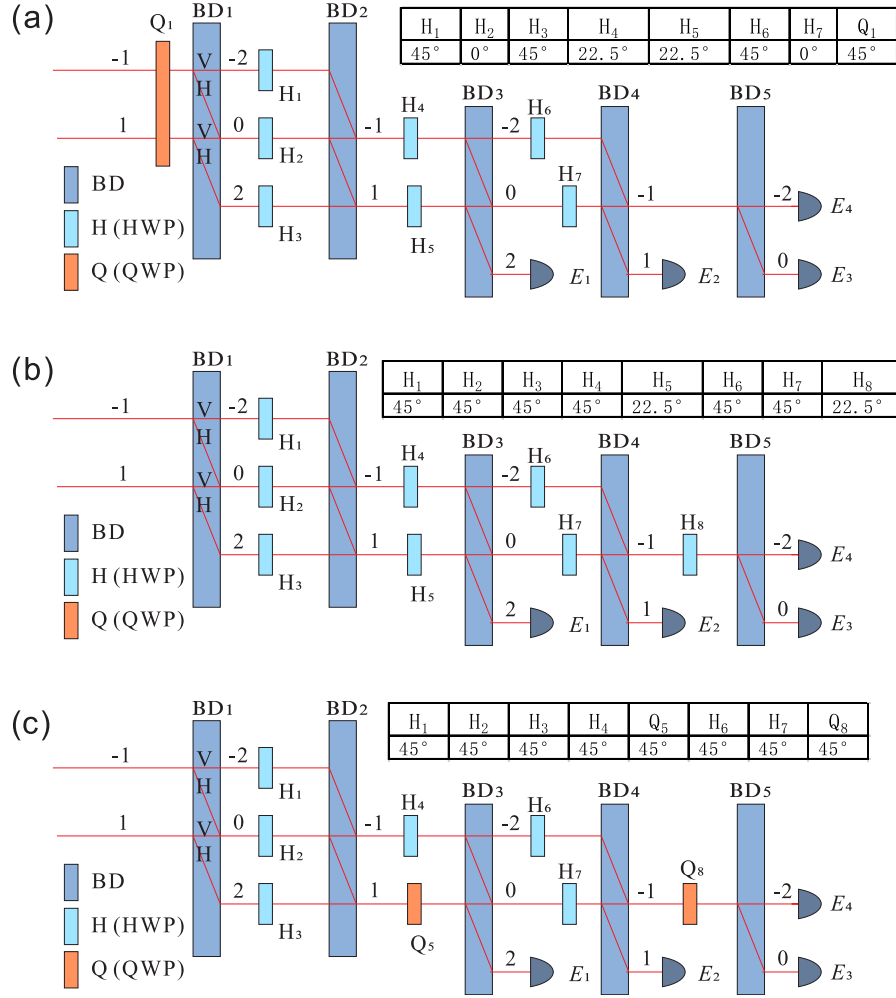 (a)
Q1 BD1 BD2
H1 H2 H3 H4 H5 H6 H7 Q1
45° 0° 45° 22.5° 22.5° 45° 0° 45°
-1 V -2
H H1
BD3 H6 BD4 BD5
H4
1 V 0 -1 -2
H H2
H7
BD 2 1 0 -1 -2 E4
H (HWP) H3 H5
Q (QWP) 2 E1 1 E2 0 E3
(b)
BD1 BD2
H1 H2 H3 H4 H5 H6 H7 H8
45° 45° 45° 45° 22.5° 45° 45° 22.5°
-1 V -2
H H1
BD3 H6 BD4 BD5
H4
1 V 0 -1 -2
H H2
H7 H8
BD 2 1 0 -1 -2 E4
H (HWP) H3 H5
Q (QWP) 2 E1 1 E2 0 E3
(c)
BD1 BD2
H1 H2 H3 H4 Q5 H6 H7 Q8
45° 45° 45° 45° 45° 45° 45° 45°
-1 V -2
H H1
BD3 H6 BD4 BD5
H4
1 V 0 -1 -2
H H2
H7 Q8
BD 2 1 0 -1 -2 E4
H (HWP) H3 Q5
Q (QWP) 2 E1 1 E2 0 E3